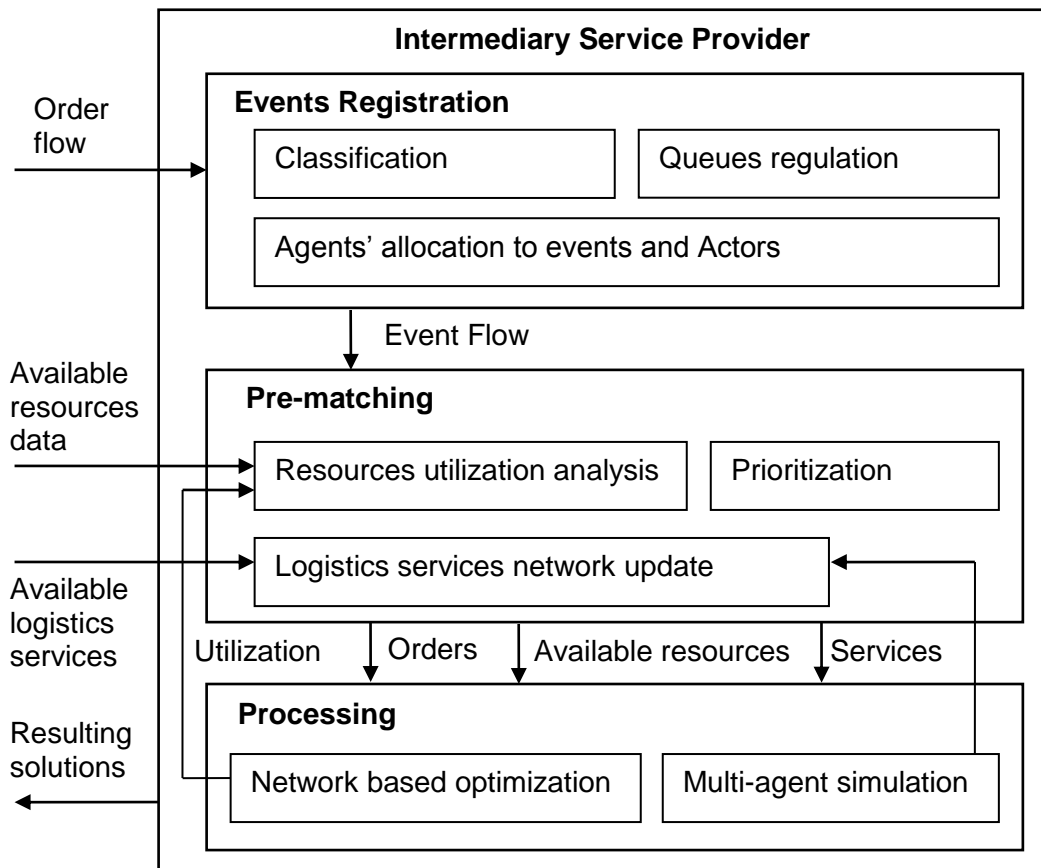 Intermediary Service Provider
Order
flow
Events Registration
Classification
Queues regulation
Agents’ allocation to events and Actors
Event Flow
Available
resources
data
Pre-matching
Resources utilization analysis
Prioritization
Available
logistics
services
Logistics services network update
Utilization
Orders
Available resources
Services
Resulting
solutions
Processing
Network based optimization
Multi-agent simulation